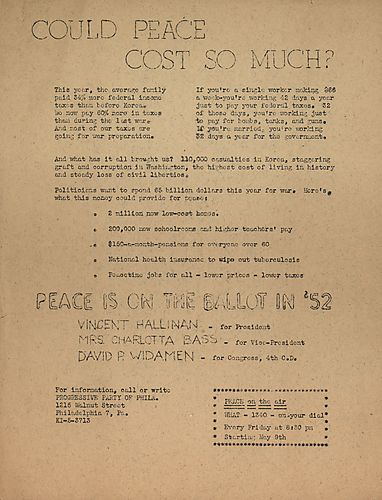 COULD PEACE
COST SO MUCH?
This year, the average family
paid 34% more federal income
taxes than before Korea.
We now pay 60% more in taxes
than during the last war.
And most of our taxes are
going for war preparation.
If you're a single worker making $66
a week-you're working 42 days a year
just to pay your federal taxes. 32
of those days, you're working just
to pay for bombs, tanks, and guns.
If you're married, you're working
32 days a year for the government.
And what has it all brought us? 110,000 casualties in Korea, staggering
graft and corruption in Washington, the highest cost of living in history
and steady loss of civil liberties.
Politicians want to spend 65 billion dollars this year for war. Here's
what this money could provide for peace:
. 2 million new low-cost homes.
. 200,000 new schoolrooms and higher teachers' pay
. $150-a-month-pensions for everyone over 60
. National health insurance to wipe out tuberculosis
. Peacetime jobs for all - lower prices - lower taxes
PEACE IS ON THE BALLOT IN '52
VINCENT HALLINAN - for President
MRS. CHARLOTTA BASS - for Vice-President
DAVID P. WIDAMEN - for Congress, 4th C.D.
For information, call or write
PROGRESSIVE PARTY OF PHILA.
1215 Walnut Street
Philadelphia 7, Pa.
KI-5-3713
PEACE on the air
WHAT - 1340 - on your dial
Every Friday at 8:30 pm
Starting May 9th